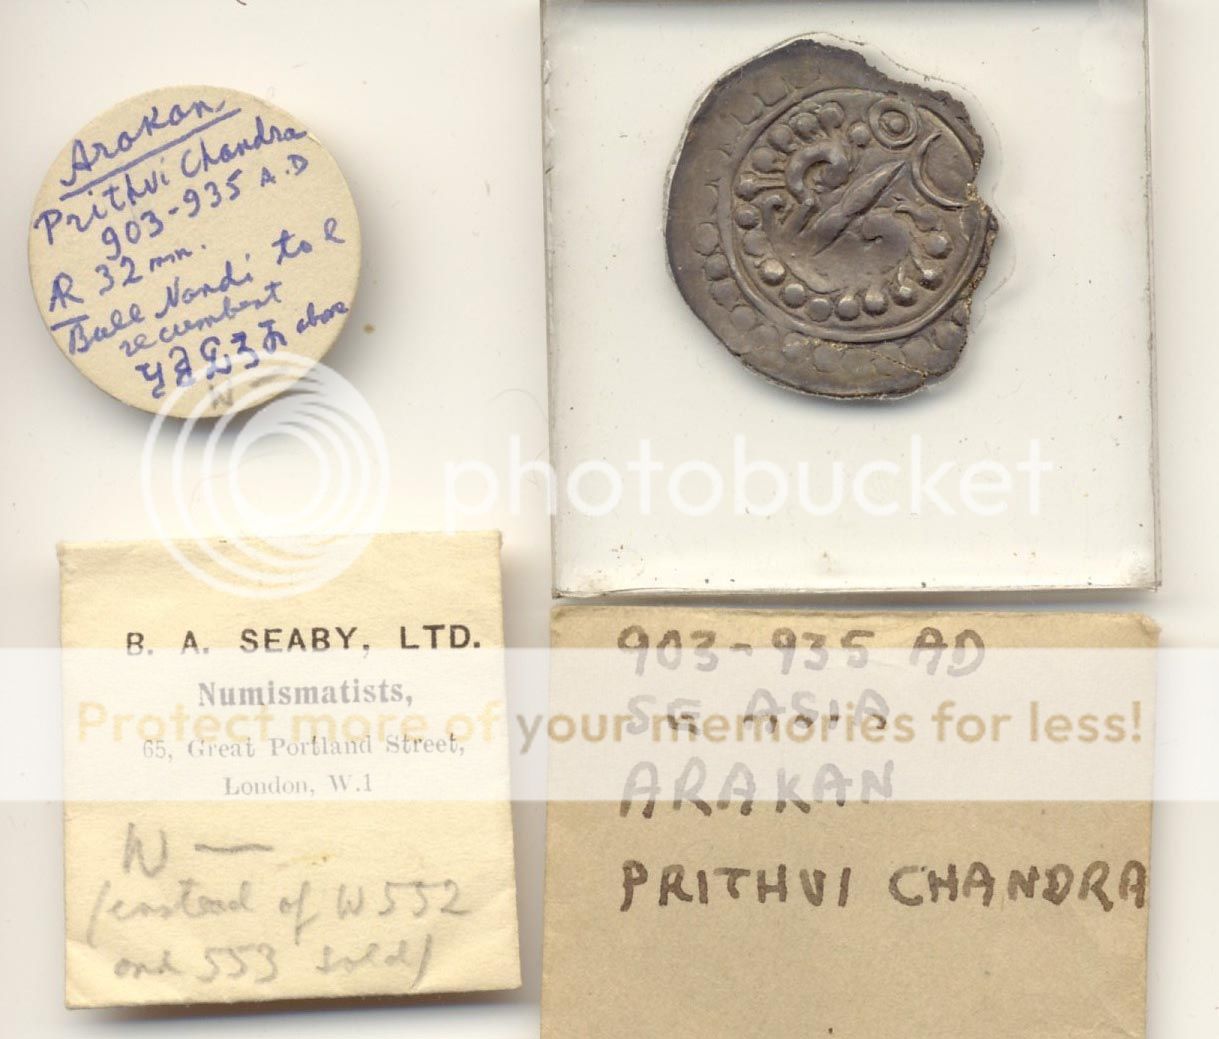 Arakan
Prithvi Chandra
903-935 A.D
AR 32 mm.
Bull Nandi to l
recumbent
above
W
B. A. SEABY, LTD.
Numismatists,
65, Great Portland Street,
London, W.1
W —
(instead of W552
and 553 sold)
903-935 AD
SE ASIA
ARAKAN
PRITHVI CHANDRA
photobucket
Protect more of your memories for less!